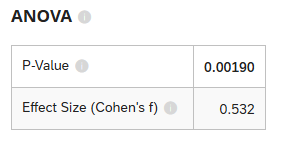 ANOVA
P-Value 0.00190
Effect Size (Cohen's f) 0.532